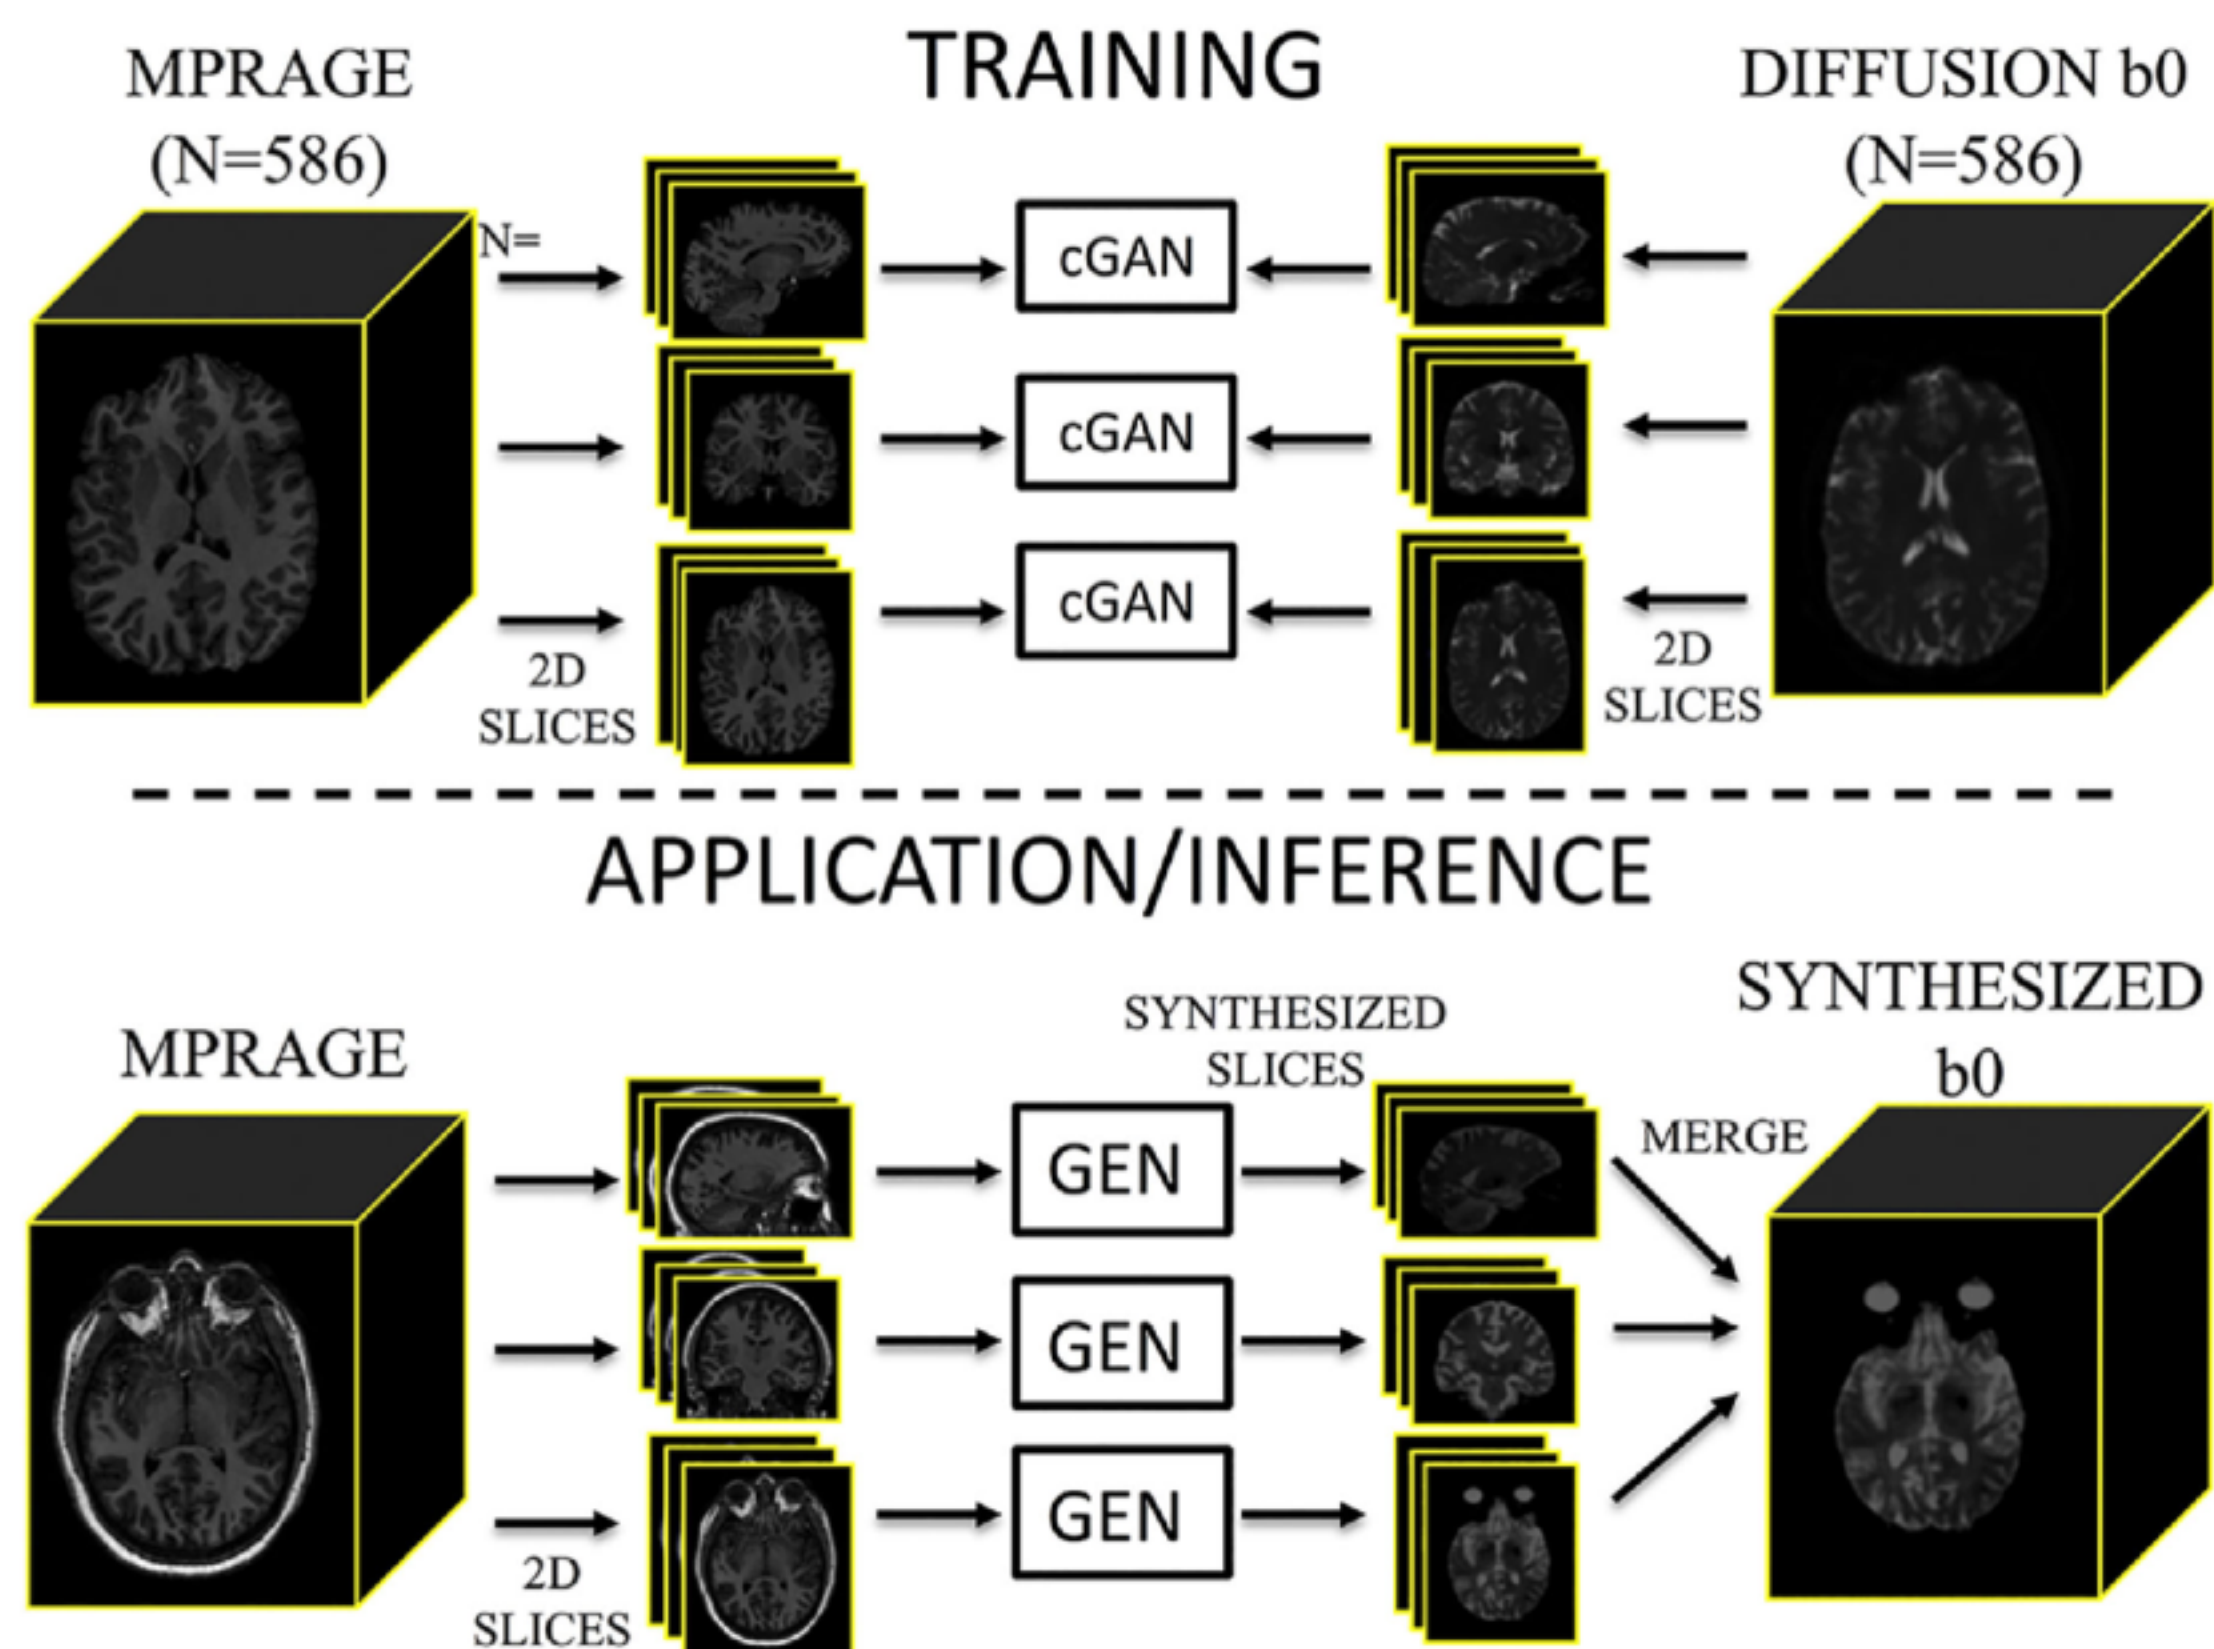 TRAINING
MPRAGE
(N=586)
DIFFUSION b0
(N=586)
N=
cGAN
cGAN
cGAN
2D
SLICES
2D
SLICES
APPLICATION/INFERENCE
MPRAGE
SYNTHESIZED
SLICES
SYNTHESIZED
b0
MERGE
GEN
GEN
GEN
2D
SLICES